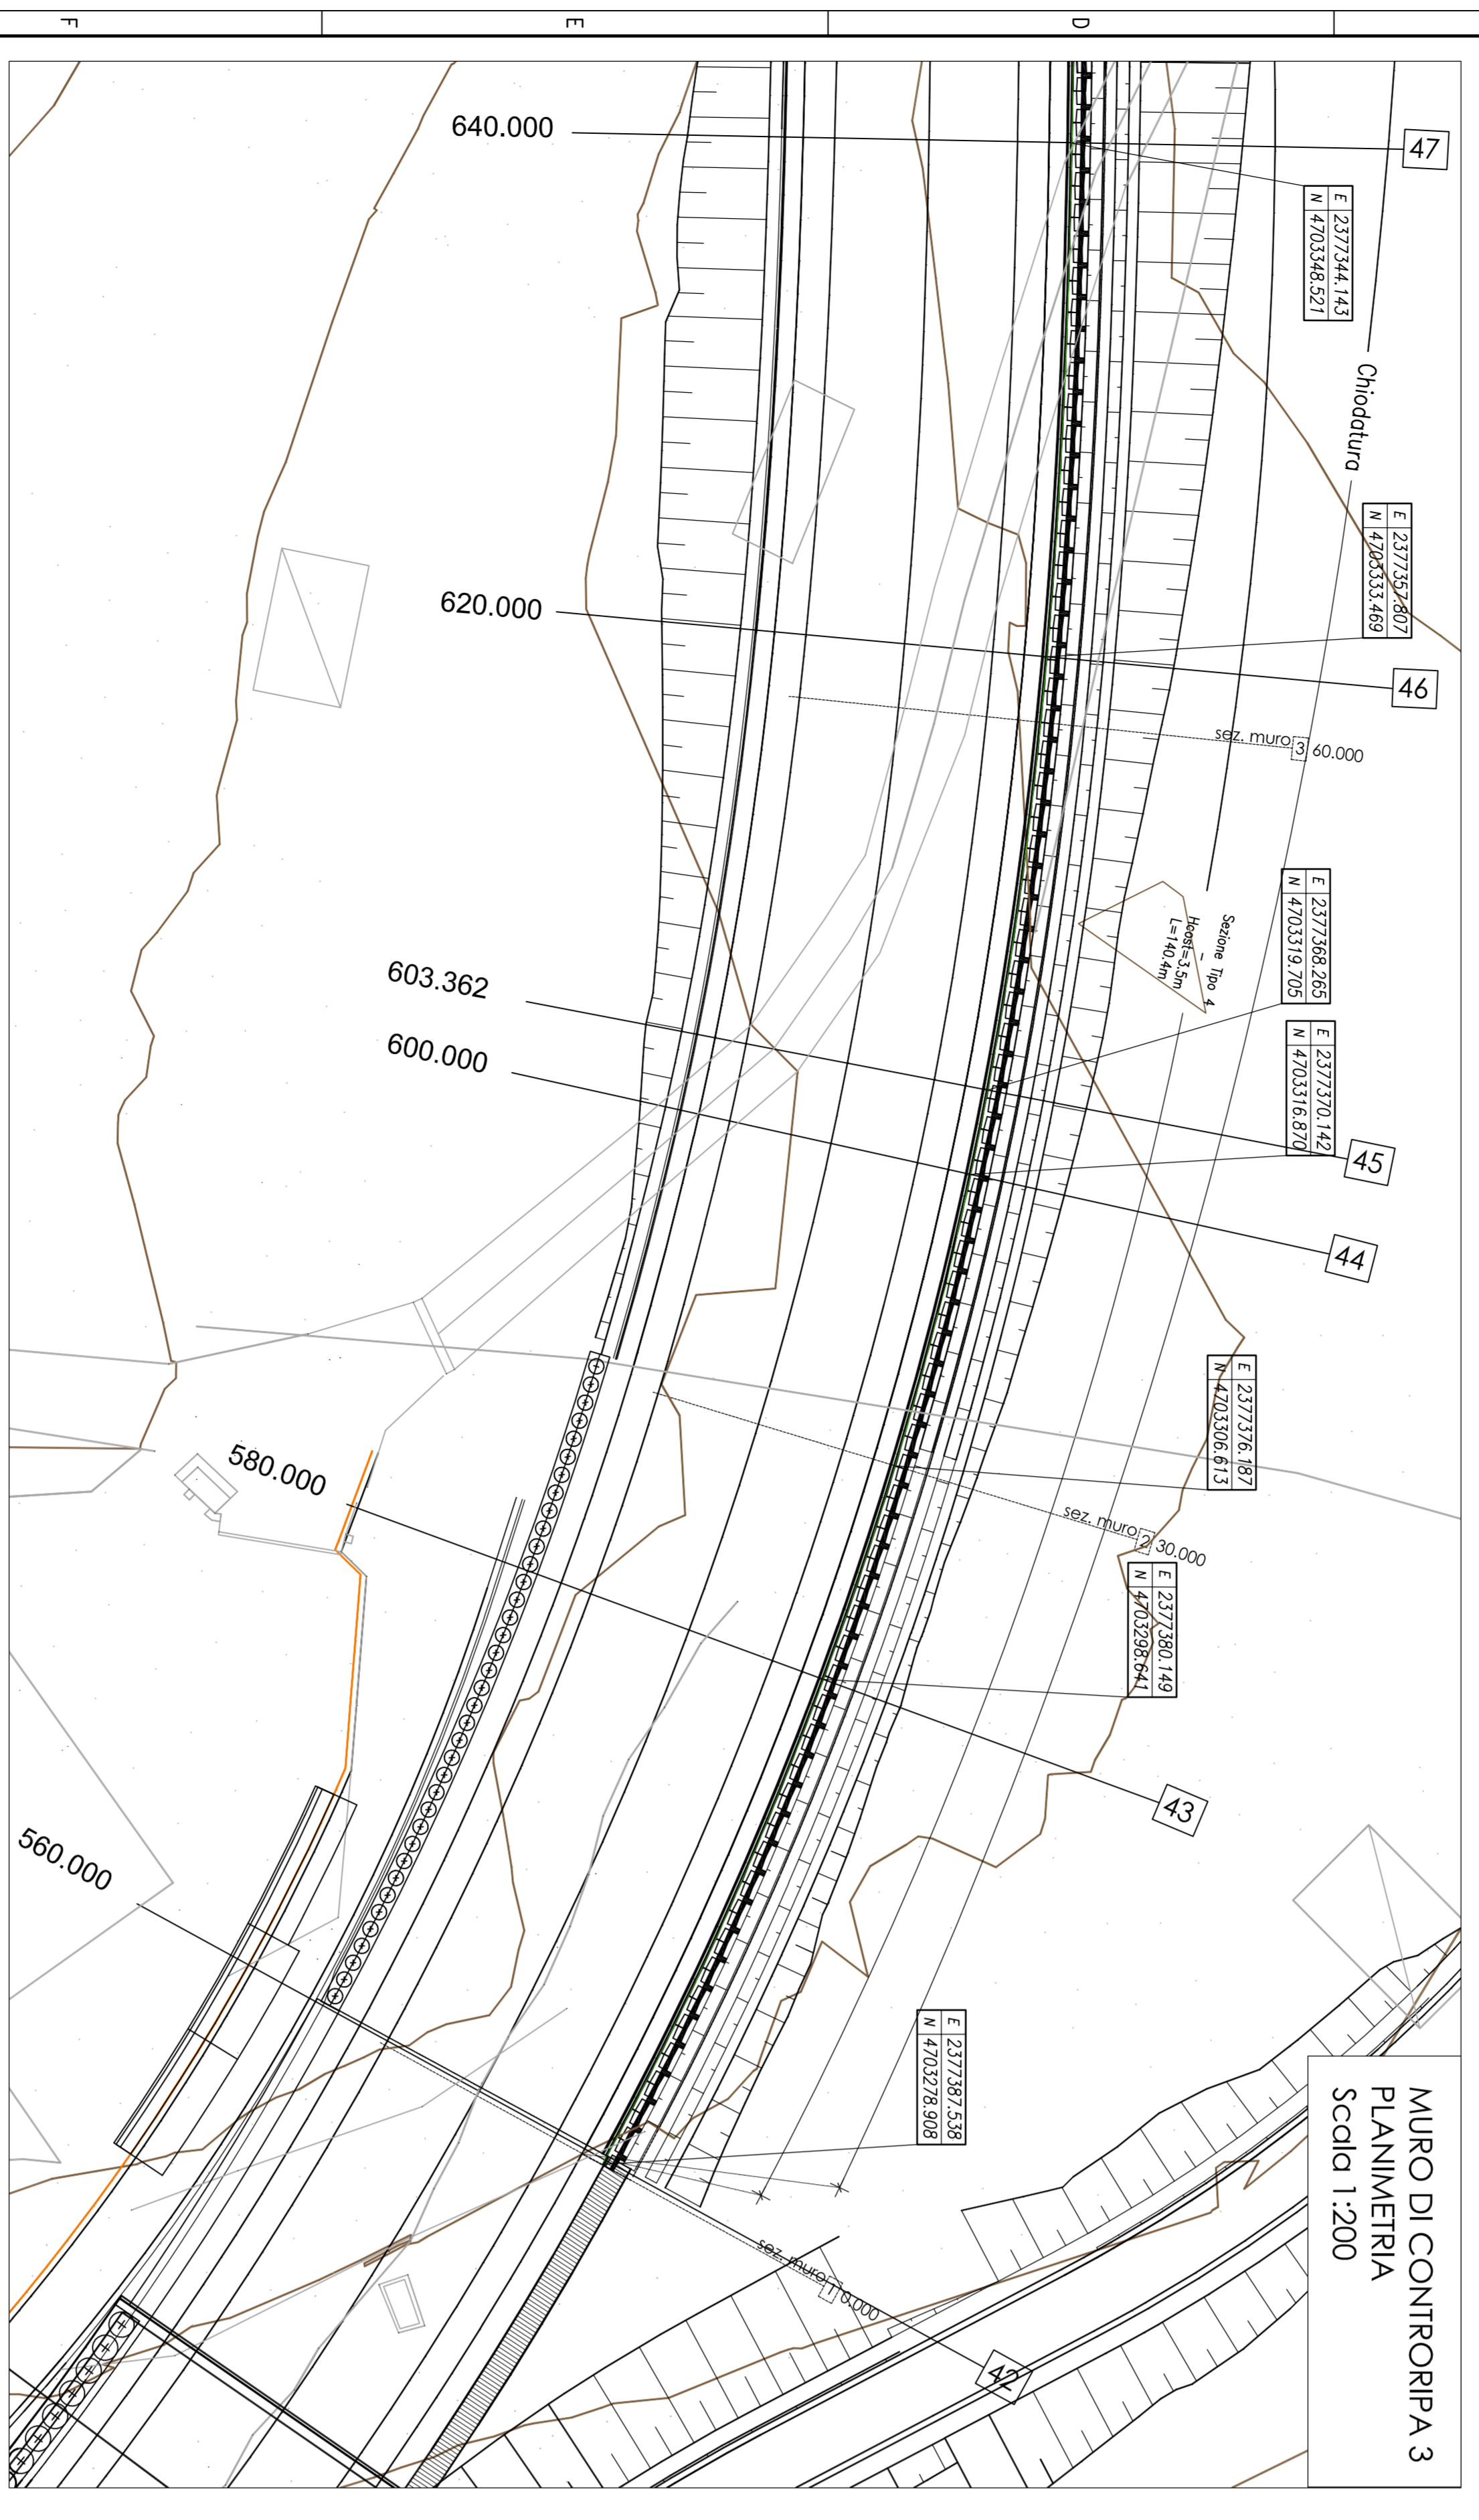 F
E
D
MURO DI CONTRORIPA 3
PLANIMETRIA
Scala 1:200
640.000
47
E 2377344.143
N 4703348.521
Chiodatura
E 2377357.807
N 4703333.469
620.000
46
sez. muro 3 60.000
Sezione Tipo 4
-
Hcost=3.5m
L=140.4m
E 2377368.265
N 4703319.705
603.362
45
E 2377370.142
N 4703316.870
600.000
44
E 2377376.187
N 4703306.613
sez. muro 2 30.000
580.000
43
E 2377380.149
N 4703298.641
560.000
E 2377387.538
N 4703278.908
sez. muro 1 0.000
42